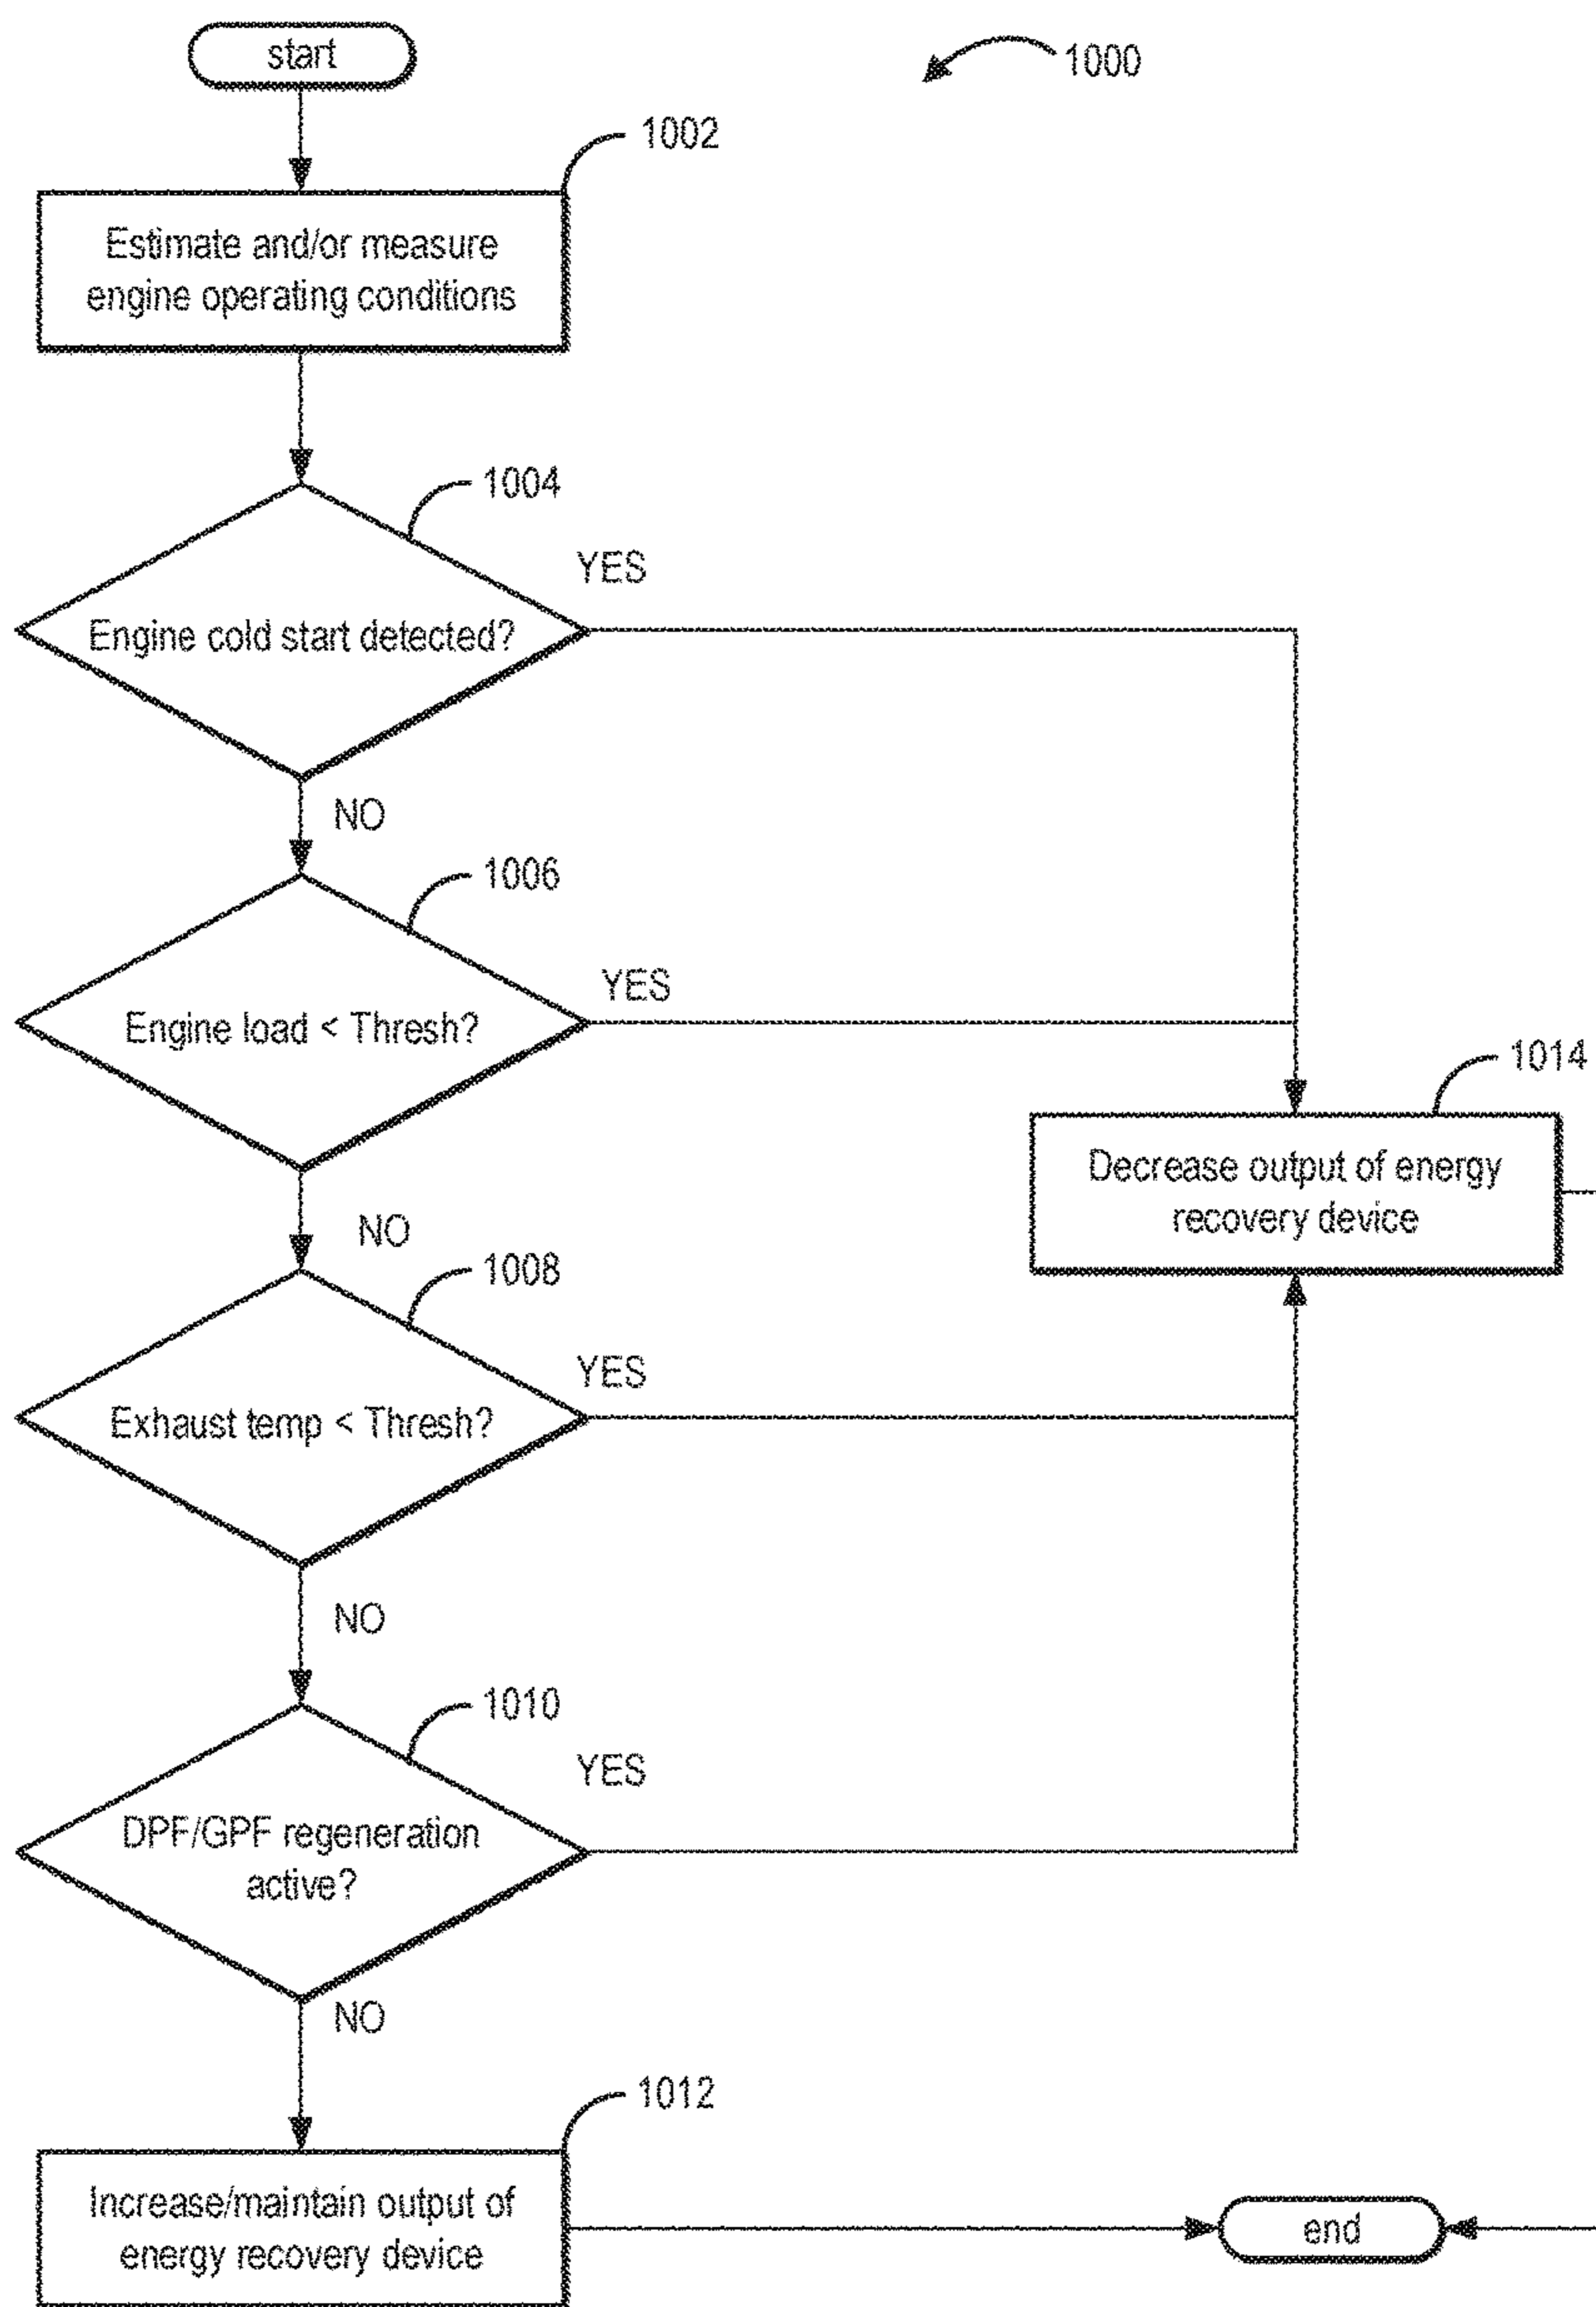 start
1000
1002
Estimate and/or measure
engine operating conditions
1004
YES
Engine cold start detected?
NO
1006
YES
Engine load < Thresh?
1014
Decrease output of energy
recovery device
NO
1008
YES
Exhaust temp < Thresh?
NO
1010
YES
DPF/GPF regeneration
active?
NO
1012
Increase/maintain output of
energy recovery device
end